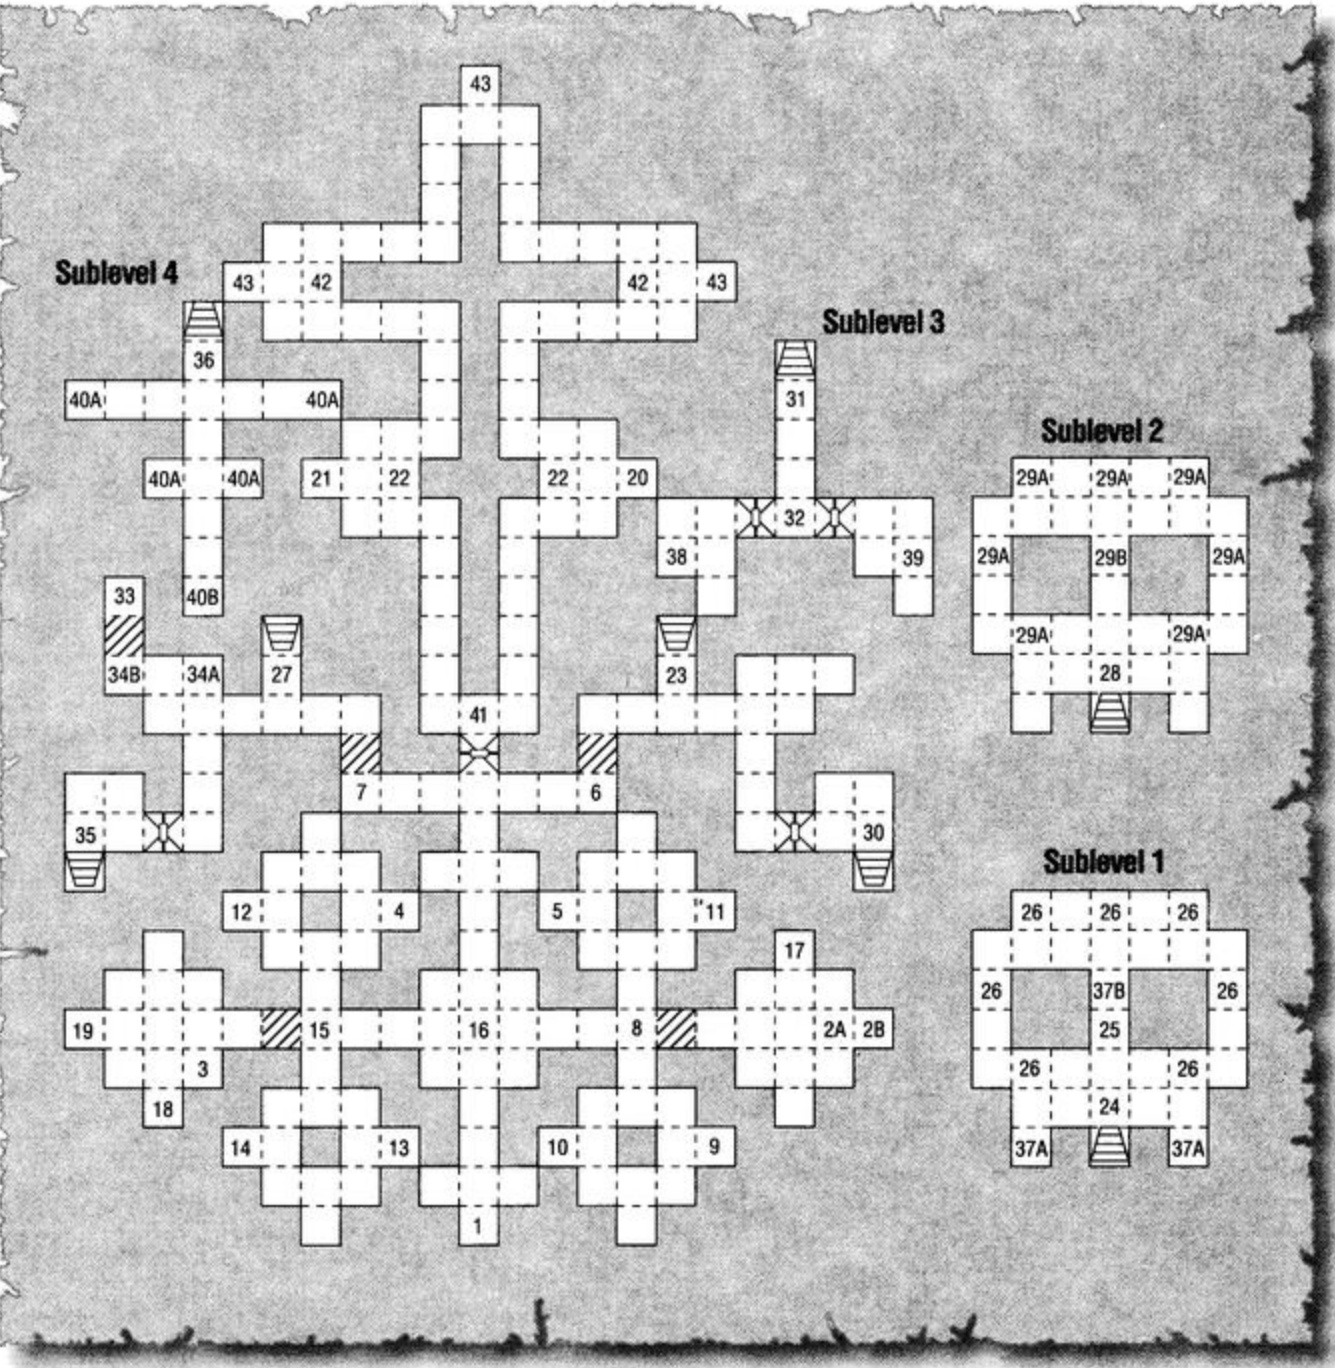 43
Sublevel 4
43 42 42 43
Sublevel 3
36
40A 40A 31
Sublevel 2
40A 40A 21 22 22 20 29A 29A 29A
32
38 39 29A 29B 29A
33 40B
29A 29A
34B 34A 27 23 28
41
7 6
35 30
Sublevel 1
12 4 5 11 26 26 26
17
26 37B 26
19 15 16 8 2A 2B 25
3 26 26
18 24
14 13 10 9 37A 37A
1